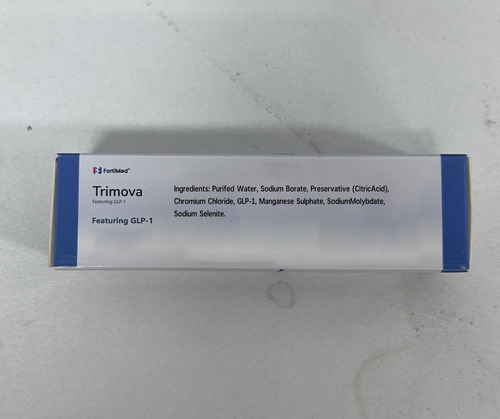 FortiMed™
Trimova
Featuring GLP-1
Featuring GLP-1
Ingredients: Purifed Water, Sodium Borate, Preservative (CitricAcid),
Chromium Chloride, GLP-1, Manganese Sulphate, SodiumMolybdate,
Sodium Selenite.